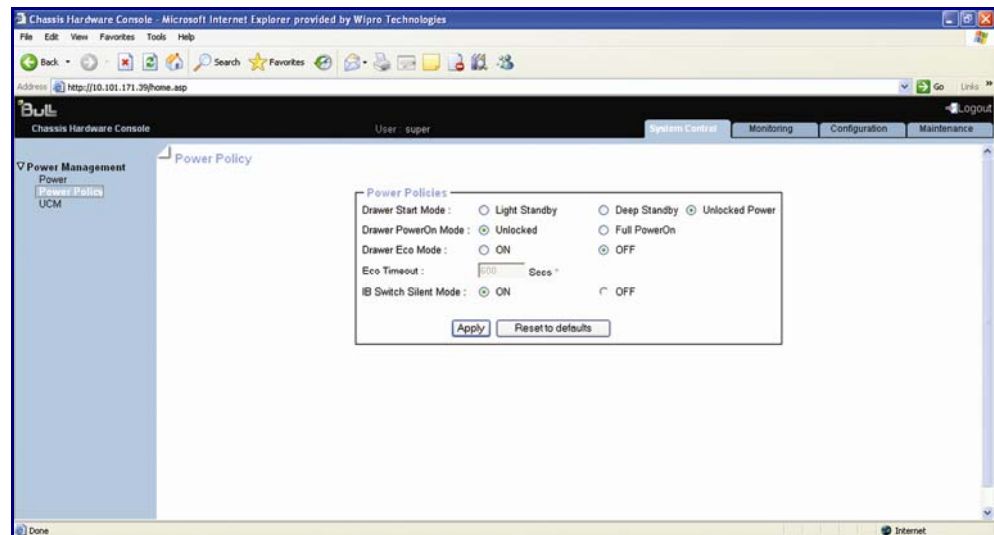 Chassis Hardware Console - Microsoft Internet Explorer provided by Wipro Technologies
File Edit View Favorites Tools Help
Back Search Favorites
Address http://10.101.171.39/home.asp Go Links »
Bull Logout
Chassis Hardware Console User : super System Control Monitoring Configuration Maintenance
Power Management
Power
Power Policy
UCM
Power Policy
Power Policies
Drawer Start Mode : Light Standby Deep Standby Unlocked Power
Drawer PowerOn Mode : Unlocked Full PowerOn
Drawer Eco Mode : ON OFF
Eco Timeout : 600 Secs *
IB Switch Silent Mode : ON OFF
Apply Reset to defaults
Done Internet